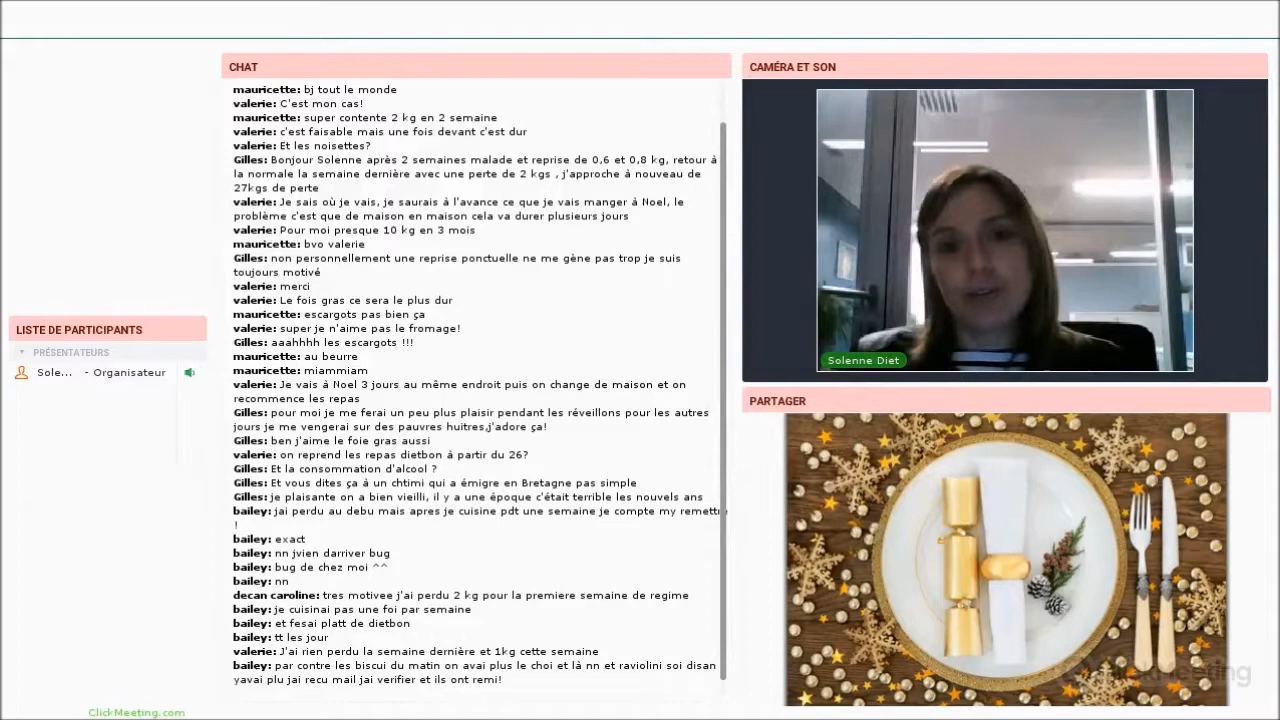 CHAT
mauricette: bj tout le monde
valerie: C'est mon cas!
mauricette: super contente 2 kg en 2 semaine
valerie: c'est faisable mais une fois devant c'est dur
valerie: Et les noisettes?
Gilles: Bonjour Solenne après 2 semaines malade et reprise de 0,6 et 0,8 kg, retour à
la normale la semaine dernière avec une perte de 2 kgs , j'approche à nouveau de
27kgs de perte
valerie: Je sais où je vais, je saurais à l'avance ce que je vais manger à Noel, le
problème c'est que de maison en maison cela va durer plusieurs jours
valerie: Pour moi presque 10 kg en 3 mois
mauricette: bvo valerie
Gilles: non personnellement une reprise ponctuelle ne me gène pas trop je suis
toujours motivé
valerie: merci
valerie: Le fois gras ce sera le plus dur
mauricette: escargots pas bien ça
valerie: super je n'aime pas le fromage!
Gilles: aaahhhh les escargots !!!
mauricette: au beurre
mauricette: miammiam
valerie: Je vais à Noel 3 jours au même endroit puis on change de maison et on
recommence les repas
Gilles: pour moi je me ferai un peu plus plaisir pendant les réveillons pour les autres
jours je me vengerai sur des pauvres huitres,j'adore ça!
Gilles: ben j'aime le foie gras aussi
valerie: on reprend les repas dietbon à partir du 26?
Gilles: Et la consommation d'alcool ?
Gilles: Et vous dites ça à un chtimi qui a émigre en Bretagne pas simple
Gilles: je plaisante on a bien vieilli, il y a une époque c'était terrible les nouvels ans
bailey: jai perdu au debu mais apres je cuisine pdt une semaine je compte my remettre
!
bailey: exact
bailey: nn jvien darriver bug
bailey: bug de chez moi ^^
bailey: nn
decan caroline: tres motivee j'ai perdu 2 kg pour la premiere semaine de regime
bailey: je cuisinai pas une foi par semaine
bailey: et fesai platt de dietbon
bailey: tt les jour
valerie: J'ai rien perdu la semaine dernière et 1kg cette semaine
bailey: par contre les biscui du matin on avai plus le choi et là nn et raviolini soi disan
yavai plu jai recu mail jai verifier et ils ont remi!
LISTE DE PARTICIPANTS
PRÉSENTATEURS
Sole... - Organisateur
CAMÉRA ET SON
Solenne Diet
PARTAGER
ClickMeeting.com